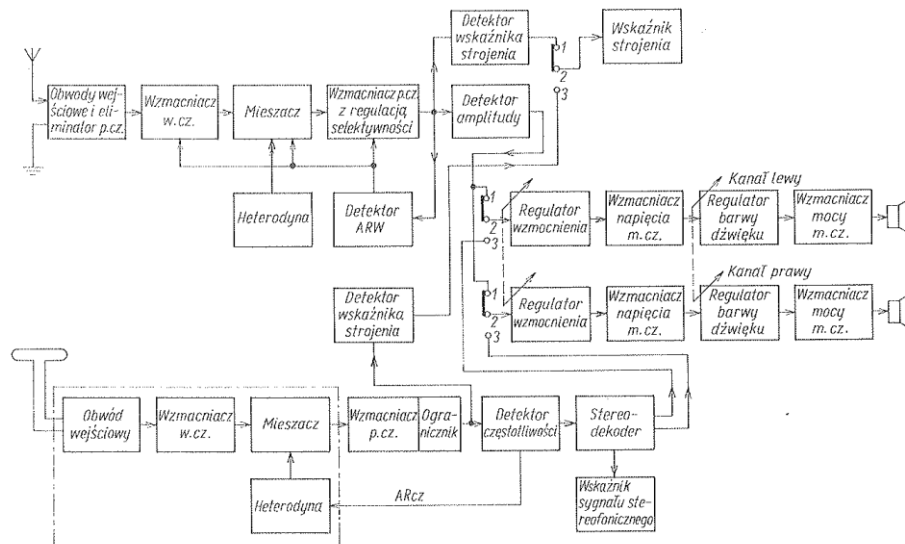 Detektor
wskaźnika
strojenia
1
2
3
Wskaźnik
strojenia
Obwody wej-
ściowe i eli-
minator p.cz.
Wzmacniacz
w.cz.
Mieszacz
Wzmacniacz p.cz.
z regulacją
selektywności
Detektor
amplitudy
Heterodyna
Detektor
ARW
1
2
3
Regulator
wzmocnienia
Wzmacniacz
napięcia
m.cz.
Kanał lewy
Regulator
barwy
dźwięku
Wzmacniacz
mocy
m.cz.
Detektor
wskaźnika
strojenia
1
2
3
Regulator
wzmocnienia
Wzmacniacz
napięcia
m.cz.
Kanał prawy
Regulator
barwy
dźwięku
Wzmacniacz
mocy
m.cz.
Obwód
wejściowy
Wzmacniacz
w.cz.
Mieszacz
Wzmacniacz
p.cz.
Ogra-
nicznik
Detektor
częstotliwości
Stereo-
dekoder
Heterodyna
ARcz
Wskaźnik
sygnału ste-
reofonicznego